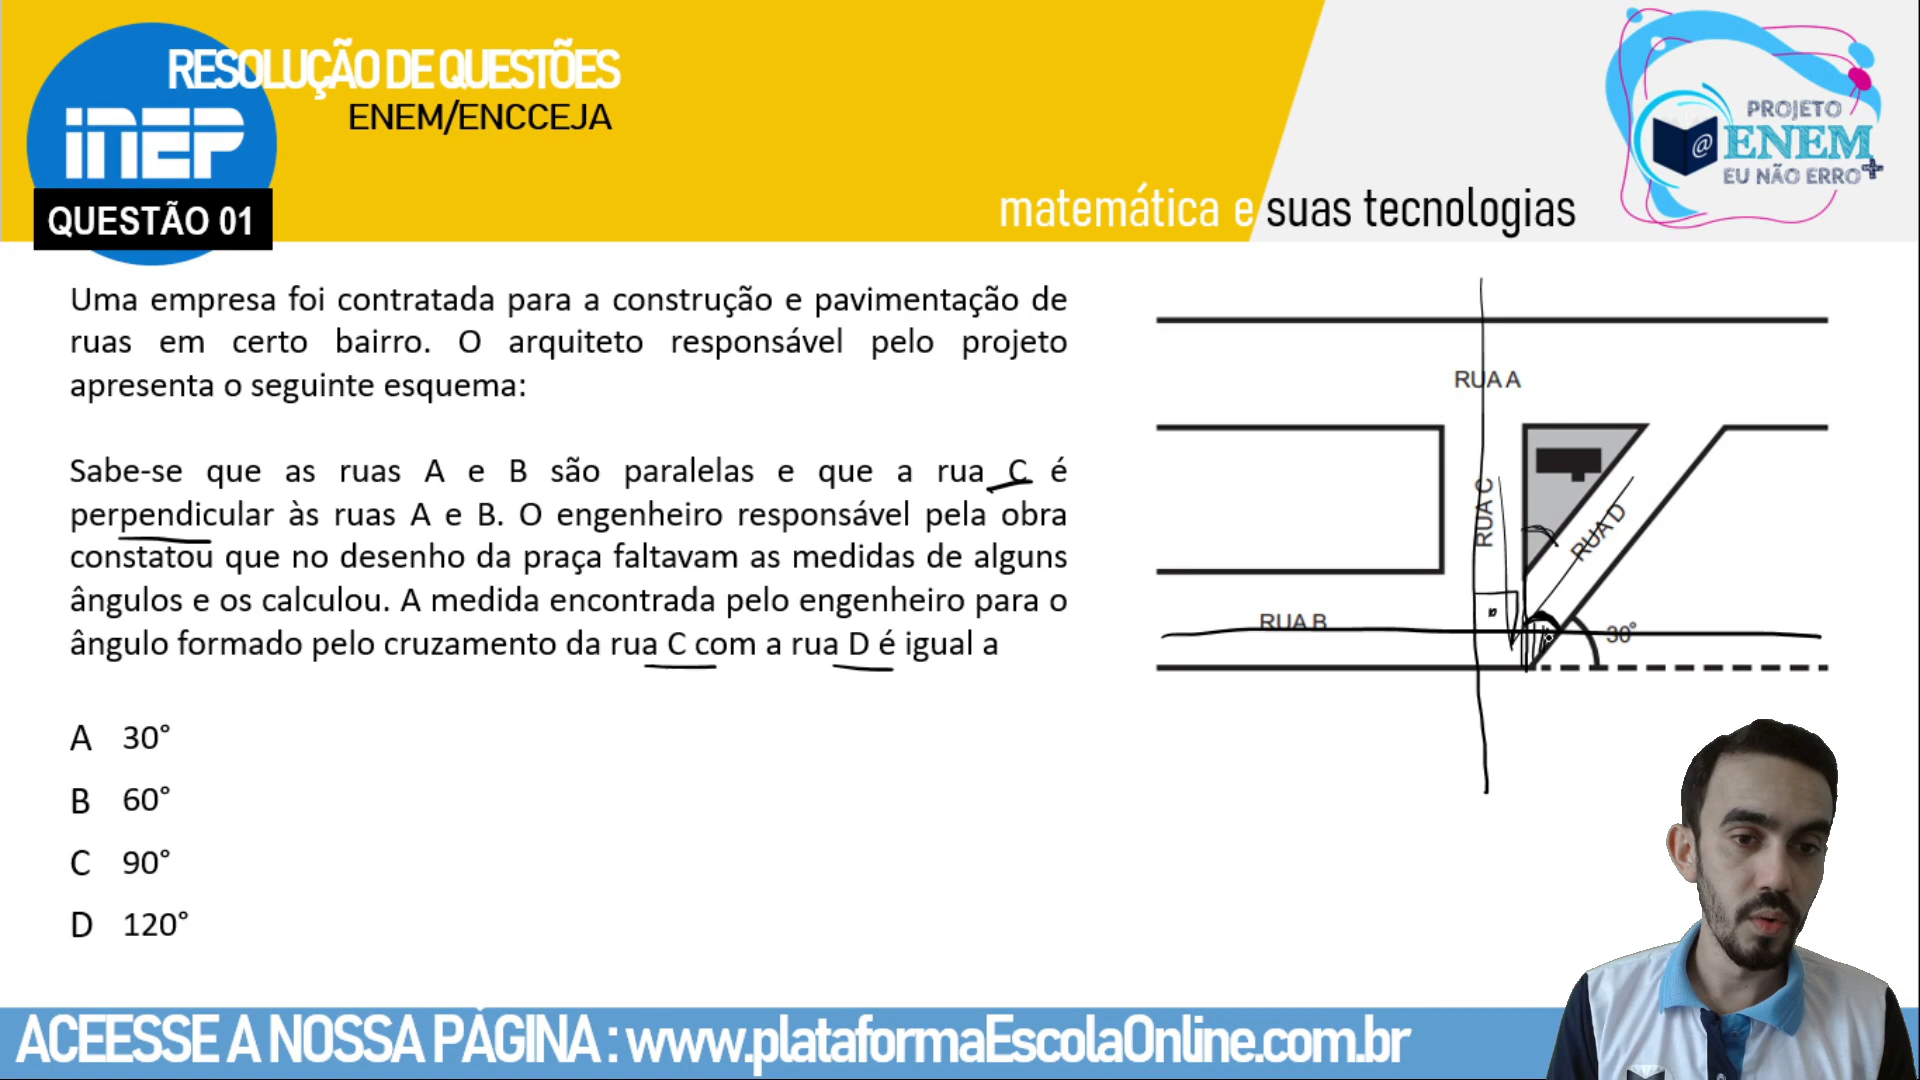 RESOLUÇÃO DE QUESTÕES
ENEM/ENCCEJA
inep
QUESTÃO 01
matemática e suas tecnologias
PROJETO
@ ENEM+
EU NÃO ERRO
Uma empresa foi contratada para a construção e pavimentação de
ruas em certo bairro. O arquiteto responsável pelo projeto
apresenta o seguinte esquema:
Sabe-se que as ruas A e B são paralelas e que a rua C é
perpendicular às ruas A e B. O engenheiro responsável pela obra
constatou que no desenho da praça faltavam as medidas de alguns
ângulos e os calculou. A medida encontrada pelo engenheiro para o
ângulo formado pelo cruzamento da rua C com a rua D é igual a
A 30°
B 60°
C 90°
D 120°
RUA A
RUA C
RUA D
RUA B
30°
ACEESSE A NOSSA PÁGINA : www.plataformaEscolaOnline.com.br